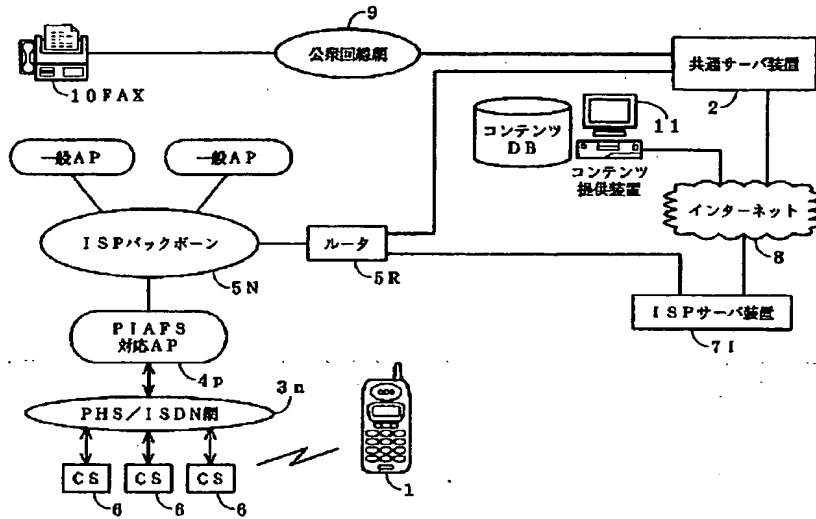 9
公衆回線網
共通サーバ装置
2
10FAX
11
コンテンツ
DB
コンテンツ
提供装置
一般AP
一般AP
インターネット
8
ISPバックボーン
5N
ルータ
5R
ISPサーバ装置
7I
PIAFS
対応AP
4p
3n
PHS/ISDN網
CS
CS
CS
6
6
6
1